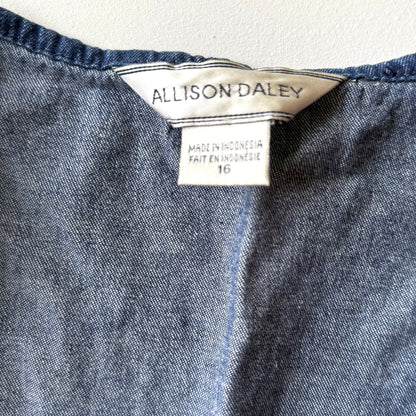 ALLISON DALEY
MADE IN INDONESIA
FAIT EN INDONÉSIE
16